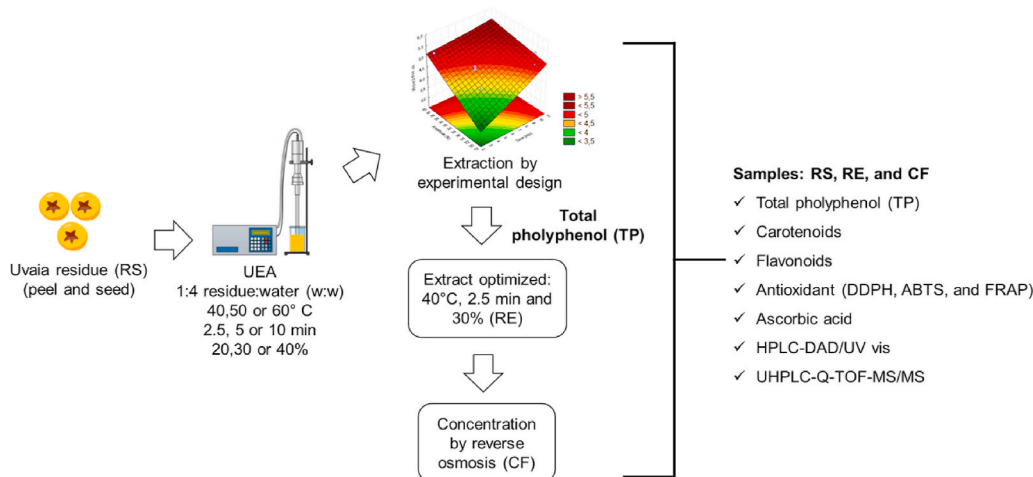 Uvaia residue (RS)
(peel and seed)
UEA
1:4 residue:water (w:w)
40,50 or 60° C
2.5, 5 or 10 min
20,30 or 40%
> 5,5
< 5,5
< 5
< 4,5
< 4
< 3,5
Extraction by
experimental design
Total
pholyphenol (TP)
Extract optimized:
40°C, 2.5 min and
30% (RE)
Concentration
by reverse
osmosis (CF)
Samples: RS, RE, and CF
✓ Total pholyphenol (TP)
✓ Carotenoids
✓ Flavonoids
✓ Antioxidant (DDPH, ABTS, and FRAP)
✓ Ascorbic acid
✓ HPLC-DAD/UV vis
✓ UHPLC-Q-TOF-MS/MS